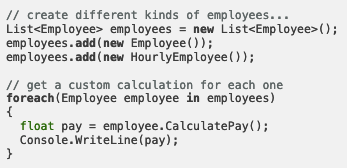 // create different kinds of employees...
List<Employee> employees = new List<Employee>();
employees.add(new Employee());
employees.add(new HourlyEmployee());

// get a custom calculation for each one
foreach(Employee employee in employees)
{
  float pay = employee.CalculatePay();
  Console.WriteLine(pay);
}